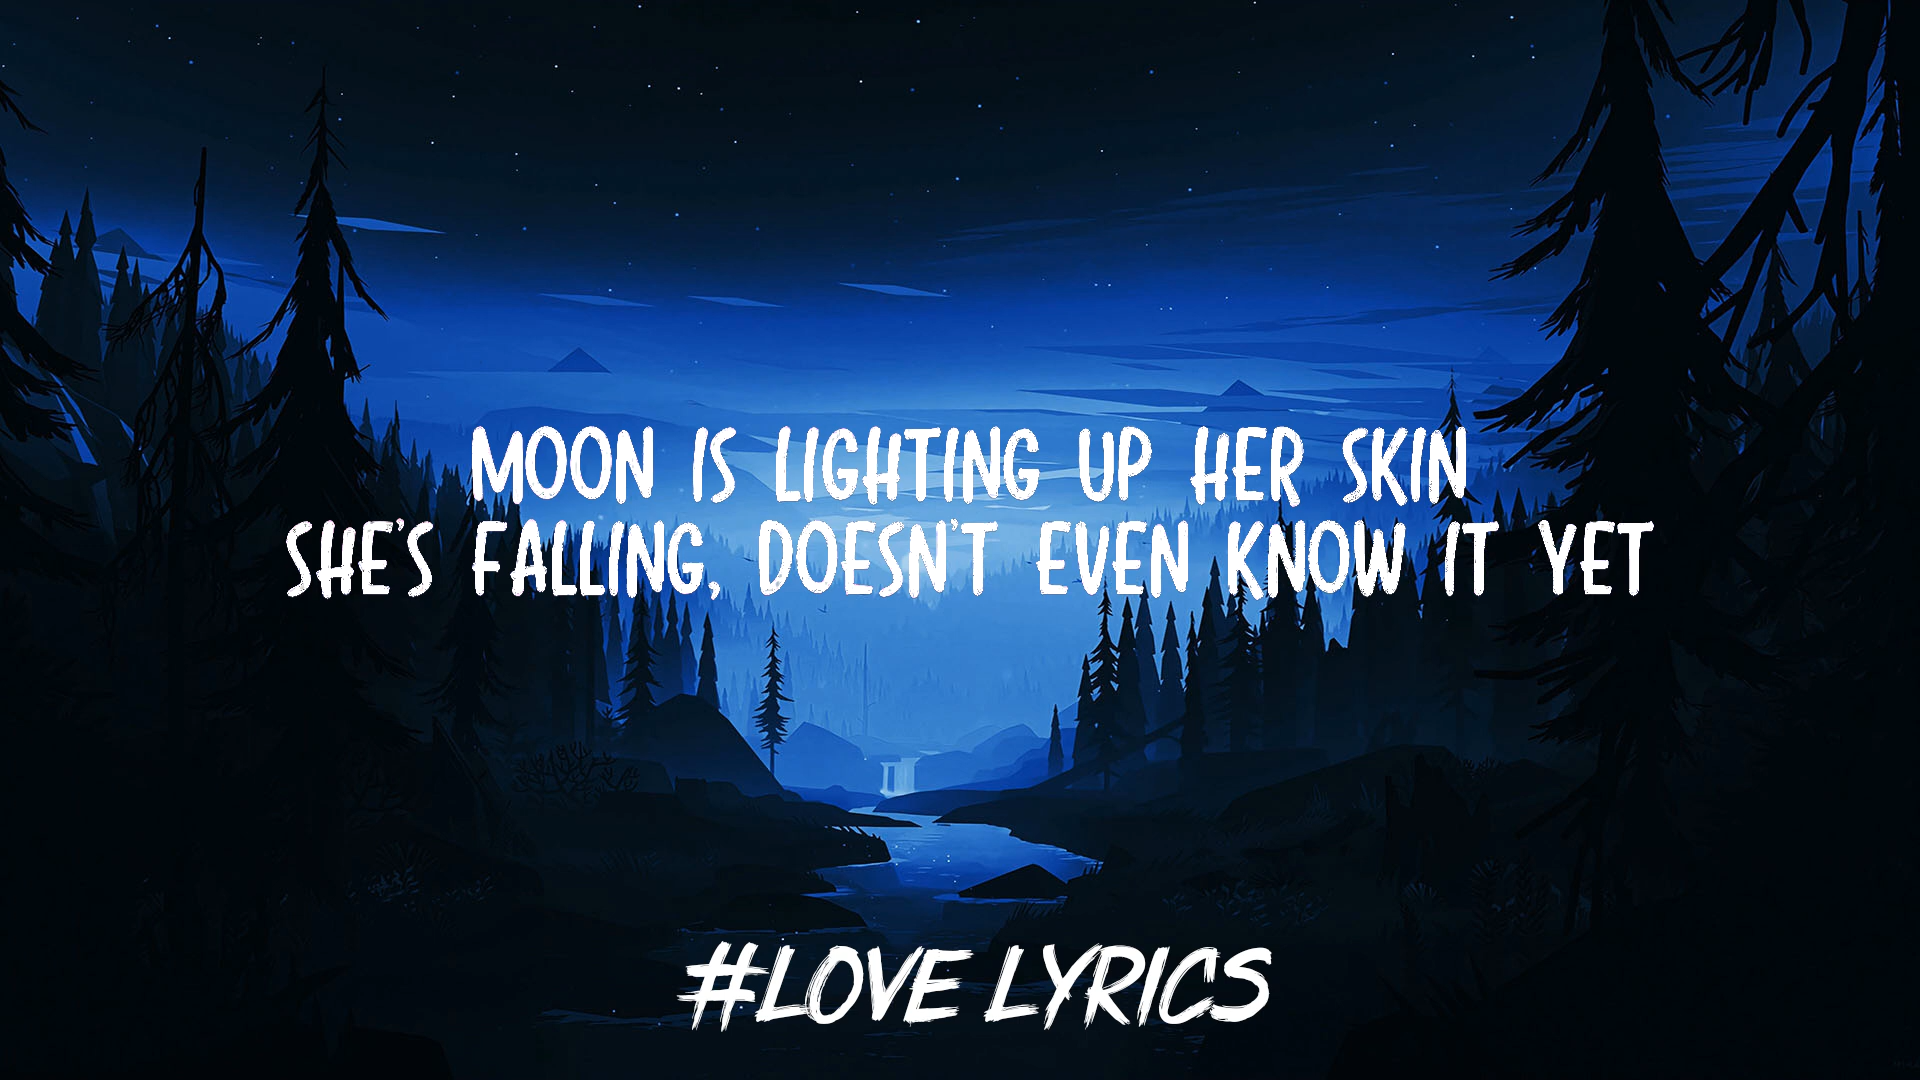 MOON IS LIGHTING UP HER SKIN
SHE'S FALLING, DOESN'T EVEN KNOW IT YET
#LOVE LYRICS